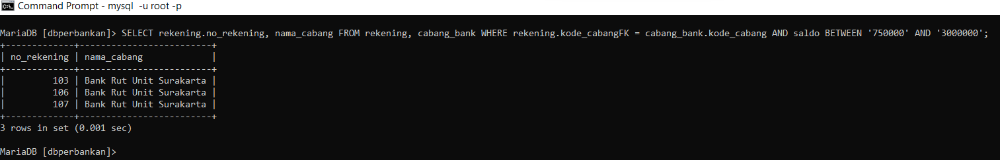 Command Prompt - mysql  -u root -p
MariaDB [dbperbankan]> SELECT rekening.no_rekening, nama_cabang FROM rekening, cabang_bank WHERE rekening.kode_cabangFK = cabang_bank.kode_cabang AND saldo BETWEEN '750000' AND '3000000';
+-------------+------------------------+
| no_rekening | nama_cabang            |
+-------------+------------------------+
|         103 | Bank Rut Unit Surakarta |
|         106 | Bank Rut Unit Surakarta |
|         107 | Bank Rut Unit Surakarta |
+-------------+------------------------+
3 rows in set (0.001 sec)
MariaDB [dbperbankan]>